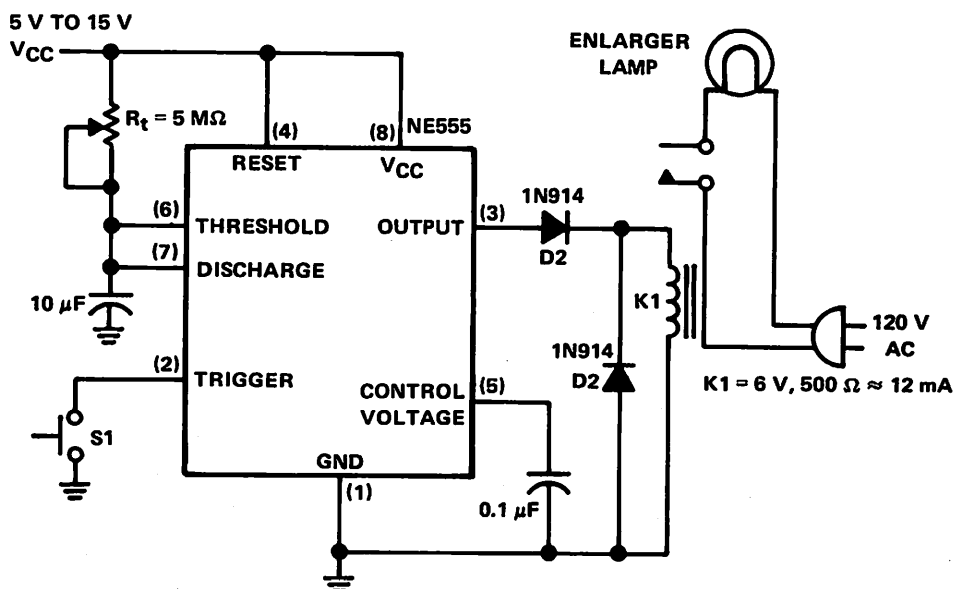 5 V TO 15 V
VCC
ENLARGER
LAMP
Rt = 5 MΩ
(4)
(8)
NE555
RESET
VCC
(6)
THRESHOLD
OUTPUT
(3)
1N914
D2
(7)
DISCHARGE
10 μF
K1
120 V
AC
1N914
D2
(2)
TRIGGER
CONTROL
VOLTAGE
(5)
K1 = 6 V, 500 Ω ≈ 12 mA
S1
GND
(1)
0.1 μF